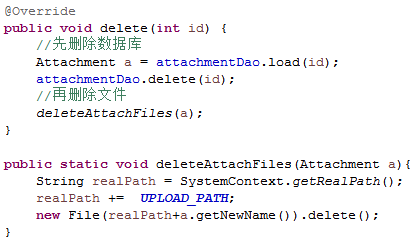 @Override
public void delete(int id) {
    //先删除数据库
    Attachment a = attachmentDao.load(id);
    attachmentDao.delete(id);
    //再删除文件
    deleteAttachFiles(a);
}

public static void deleteAttachFiles(Attachment a){
    String realPath = SystemContext.getRealPath();
    realPath +=  UPLOAD_PATH;
    new File(realPath+a.getNewName()).delete();
}